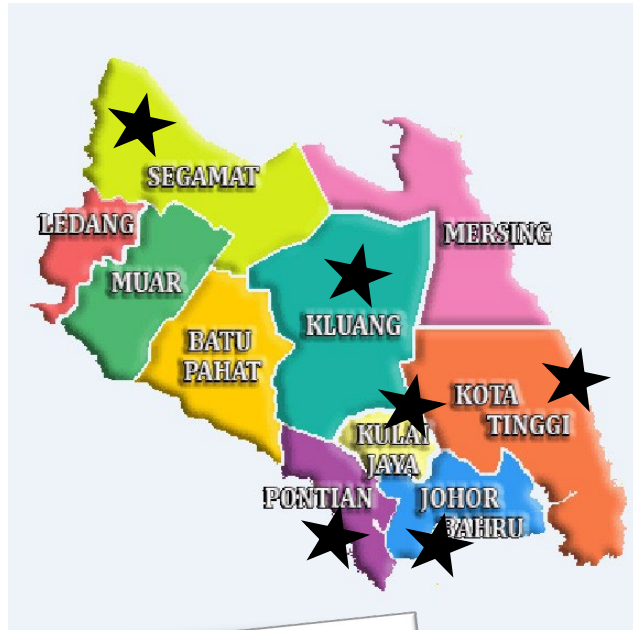 SEGAMAT
LEDANG
MERSING
MUAR
KLUANG
BATU
PAHAT
KOTA
TINGGI
KULAI
JAYA
PONTIAN
JOHOR
BAHRU